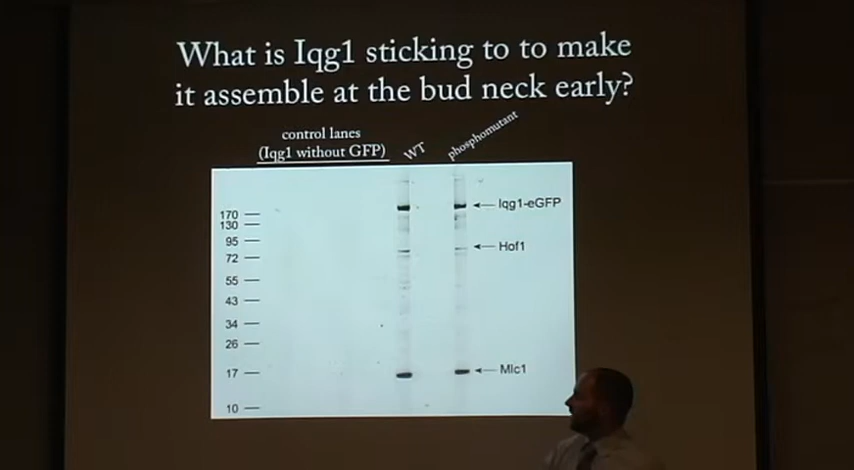 What is Iqg1 sticking to to make
it assemble at the bud neck early?
control lanes
(Iqg1 without GFP)
WT
phosphomutant
170
130
95
72
55
43
34
26
17
10
Iqg1-eGFP
Hof1
Mlc1